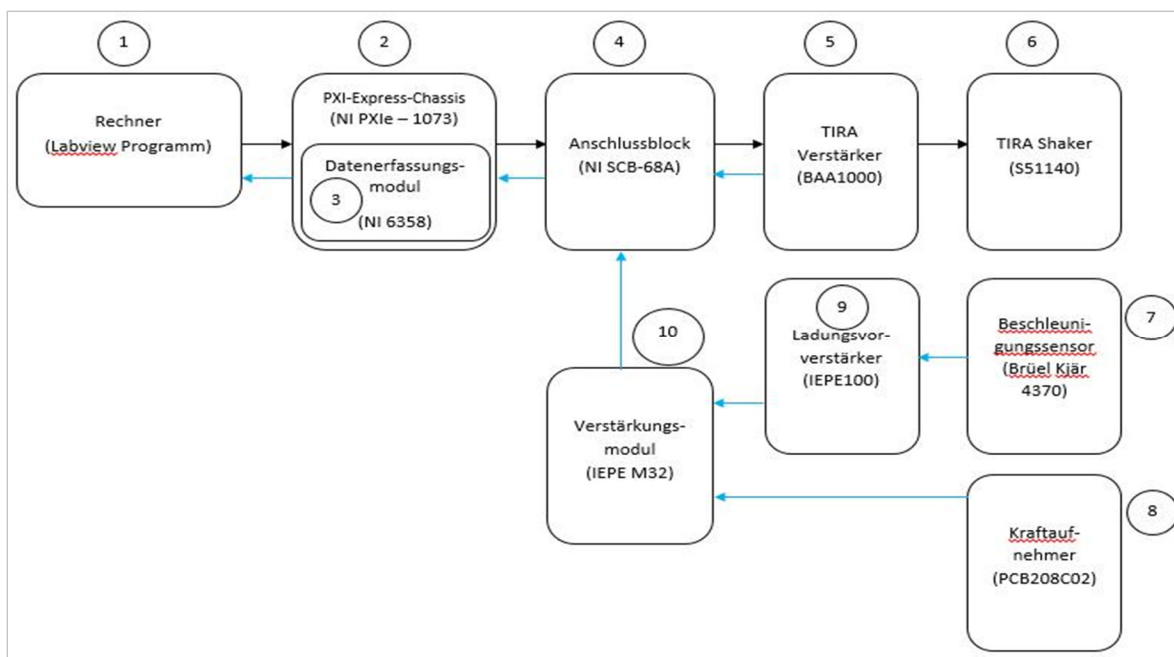 1
2
4
5
6
Rechner
(Labview Programm)
PXI-Express-Chassis
(NI PXIe – 1073)
Datenerfassungs-
modul
3
(NI 6358)
Anschlussblock
(NI SCB-68A)
TIRA
Verstärker
(BAA1000)
TIRA Shaker
(S51140)
10
Verstärkungs-
modul
(IEPE M32)
9
Ladungsvor-
verstärker
(IEPE100)
7
Beschleuni-
gungssensor
(Brüel Kjär
4370)
8
Kraftauf-
nehmer
(PCB208C02)